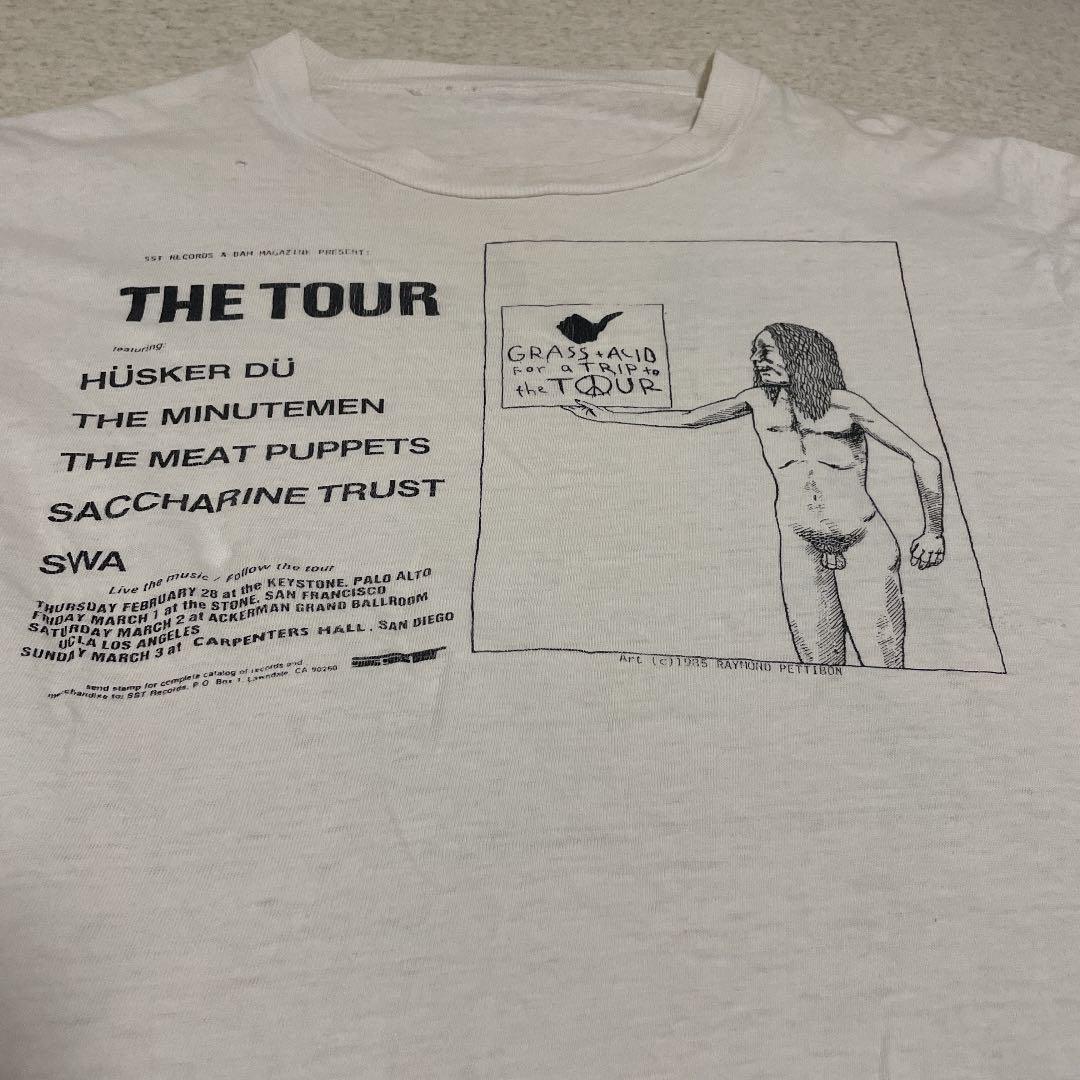 SST RECORDS & BAM MAGAZINE PRESENT:
THE TOUR
featuring:
HÜSKER DÜ
THE MINUTEMEN
THE MEAT PUPPETS
SACCHARINE TRUST
SWA
Live the music / Follow the tour
THURSDAY FEBRUARY 28 at the KEYSTONE, PALO ALTO
FRIDAY MARCH 1 at the STONE, SAN FRANCISCO
SATURDAY MARCH 2 at ACKERMAN GRAND BALLROOM
UCLA LOS ANGELES
SUNDAY MARCH 3 at CARPENTERS HALL, SAN DIEGO
send stamp for complete catalog of records and
merchandise to: SST Records, P.O. Box 1, Lawndale, CA 90260
GRASS + ACID
For a TRIP to
the TOUR
Art (c)1985 RAYMOND PETTIBON